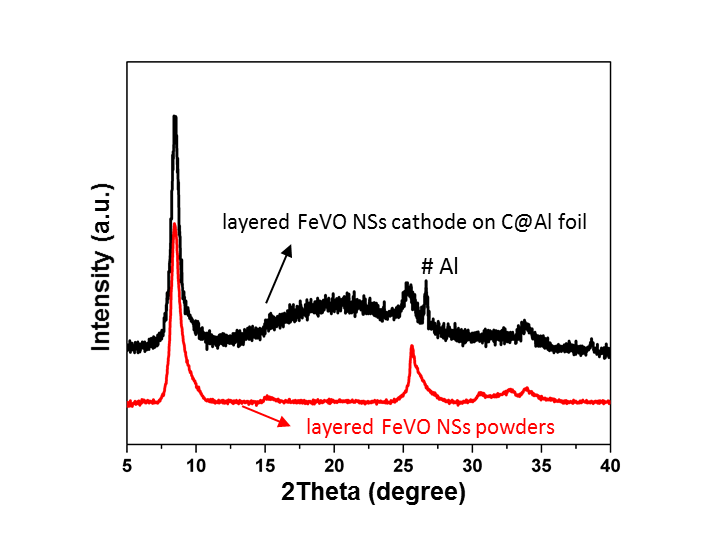 layered FeVO NSs cathode on C@Al foil
# Al
layered FeVO NSs powders
Intensity (a.u.)
5 10 15 20 25 30 35 40
2Theta (degree)